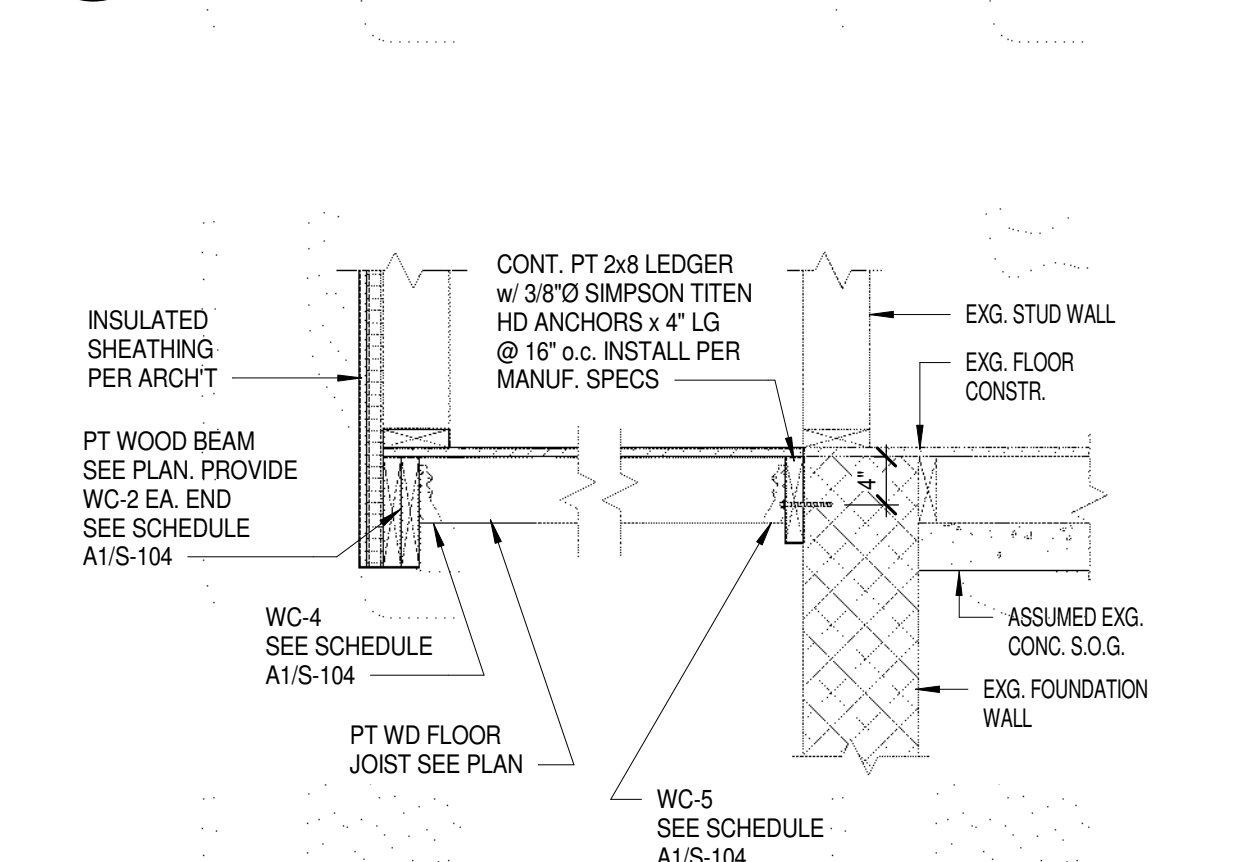 CONT. PT 2x8 LEDGER
w/ 3/8"Ø SIMPSON TITEN
HD ANCHORS x 4" LG
@ 16" o.c. INSTALL PER
MANUF. SPECS
INSULATED
SHEATHING
PER ARCH'T
EXG. STUD WALL
EXG. FLOOR
CONSTR.
PT WOOD BEAM
SEE PLAN. PROVIDE
WC-2 EA. END
SEE SCHEDULE
A1/S-104
4"
WC-4
SEE SCHEDULE
A1/S-104
ASSUMED EXG.
CONC. S.O.G.
EXG. FOUNDATION
WALL
PT WD FLOOR
JOIST SEE PLAN
WC-5
SEE SCHEDULE
A1/S-104